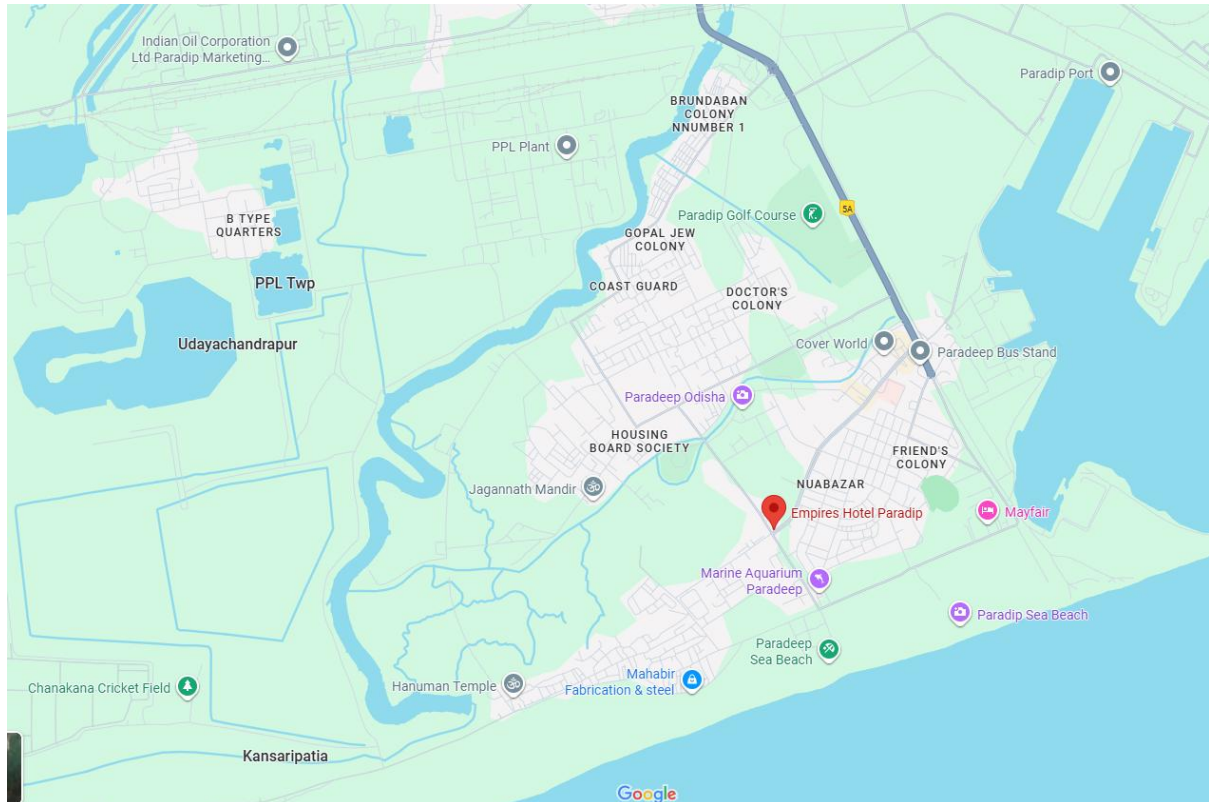 Indian Oil Corporation
Ltd Paradip Marketing...
Paradip Port
BRUNDABAN
COLONY
NNUMBER 1
PPL Plant
5A
Paradip Golf Course
B TYPE
QUARTERS
GOPAL JEW
COLONY
PPL Twp
COAST GUARD
DOCTOR'S
COLONY
Udayachandrapur
Cover World
Paradeep Bus Stand
Paradeep Odisha
HOUSING
BOARD SOCIETY
FRIEND'S
COLONY
Jagannath Mandir
NUABAZAR
Empires Hotel Paradip
Mayfair
Marine Aquarium
Paradeep
Paradip Sea Beach
Paradeep
Sea Beach
Chanakana Cricket Field
Hanuman Temple
Mahabir
Fabrication & steel
Kansaripatia
Google